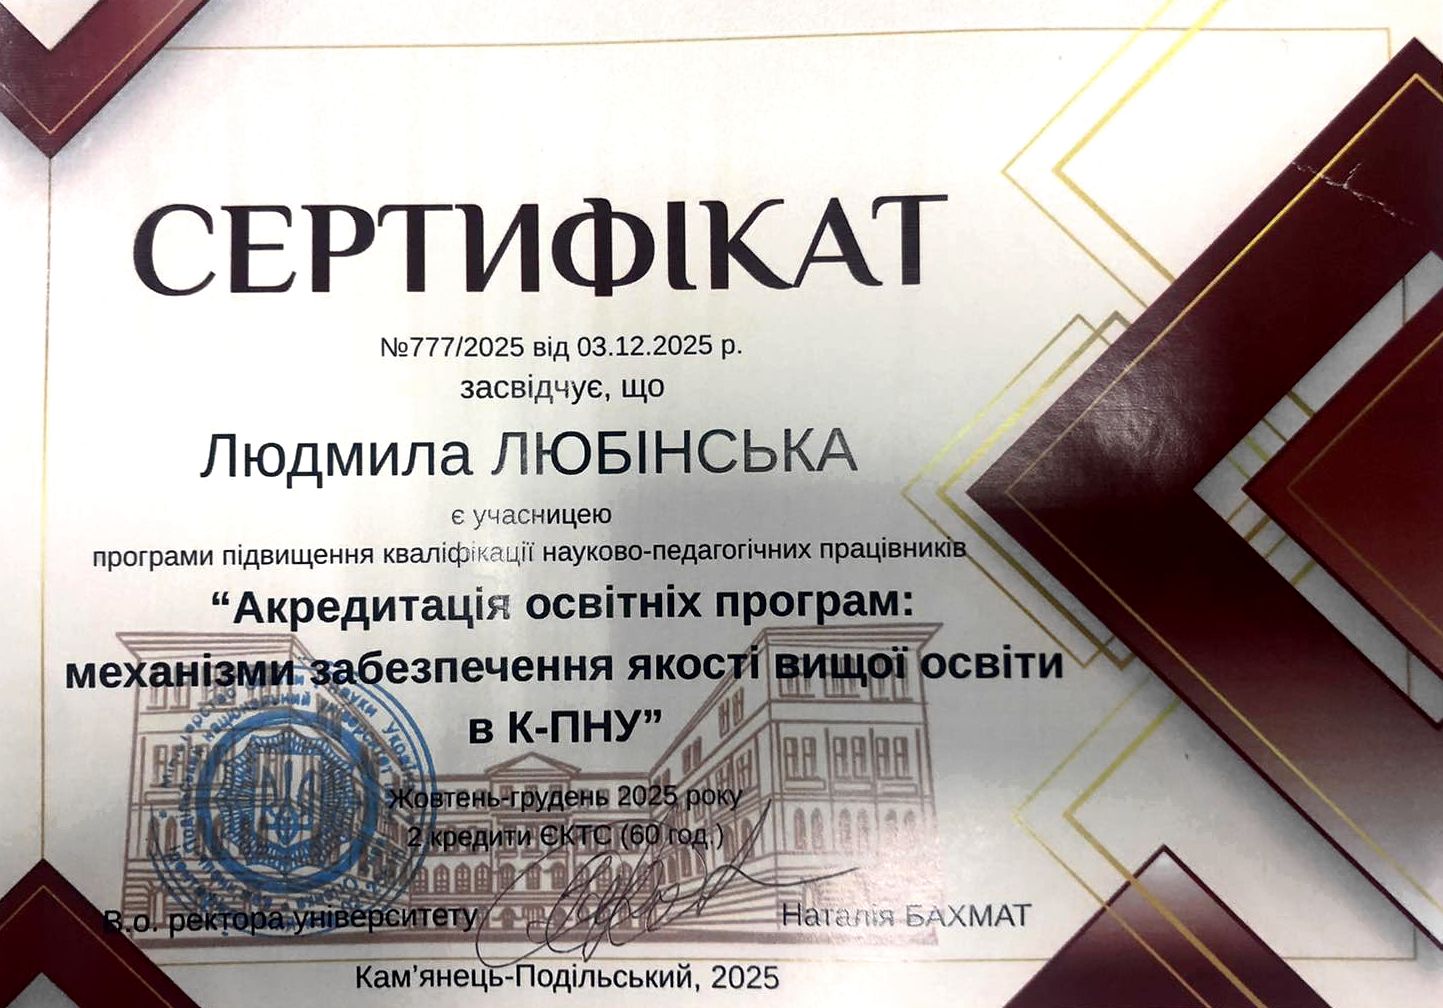 СЕРТИФІКАТ
№777/2025 від 03.12.2025 р.
засвідчує, що
Людмила ЛЮБІНСЬКА
є учасницею
програми підвищення кваліфікації науково-педагогічних працівників
“Акредитація освітніх програм:
механізми забезпечення якості вищої освіти
в К-ПНУ”
Жовтень-грудень 2025 року
2 кредити ЄКТС (60 год.)
В.о. ректора університету
Наталія БАХМАТ
Кам’янець-Подільський, 2025